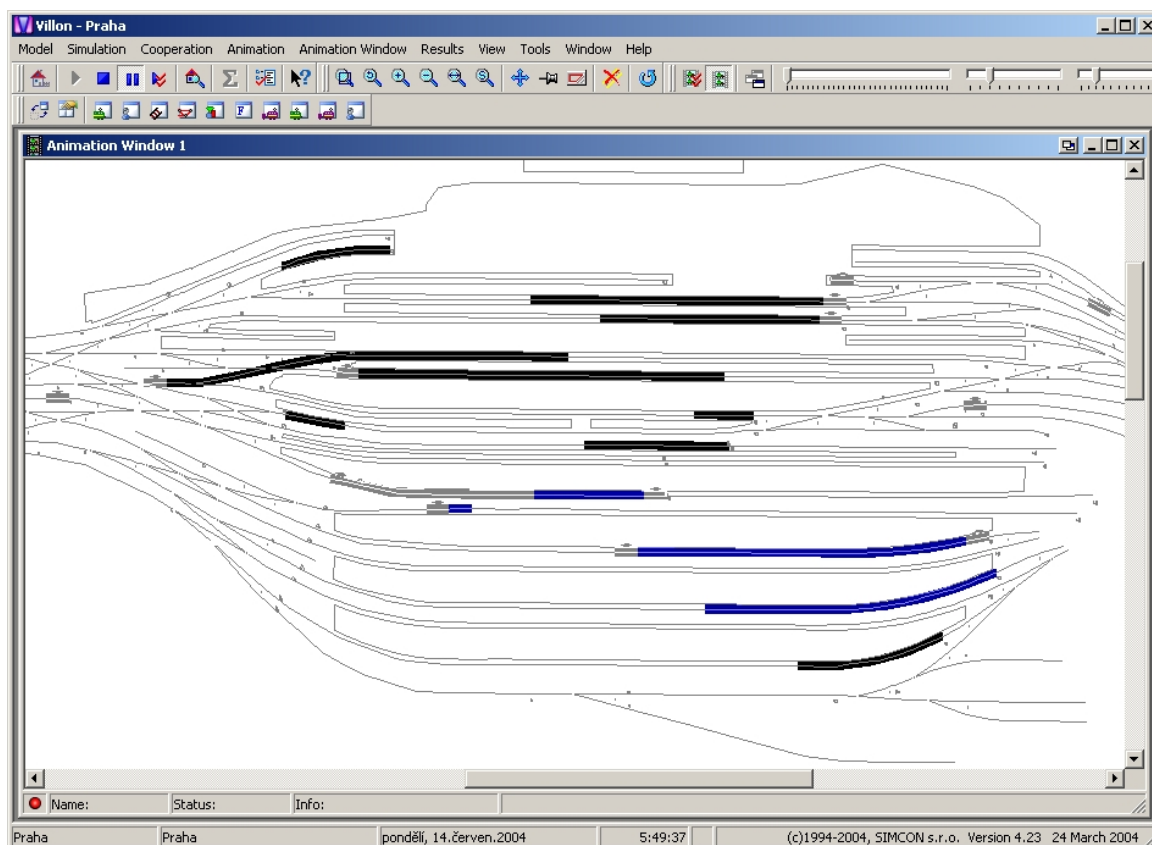 Villon - Praha
Model Simulation Cooperation Animation Animation Window Results View Tools Window Help
Animation Window 1
Name: Status: Info:
Praha Praha pondělí, 14.červen.2004 5:49:37 (c)1994-2004, SIMCON s.r.o. Version 4.23 24 March 2004